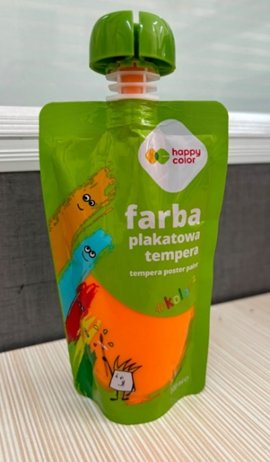 happy
color
farba
plakatowa
tempera
tempera poster paint